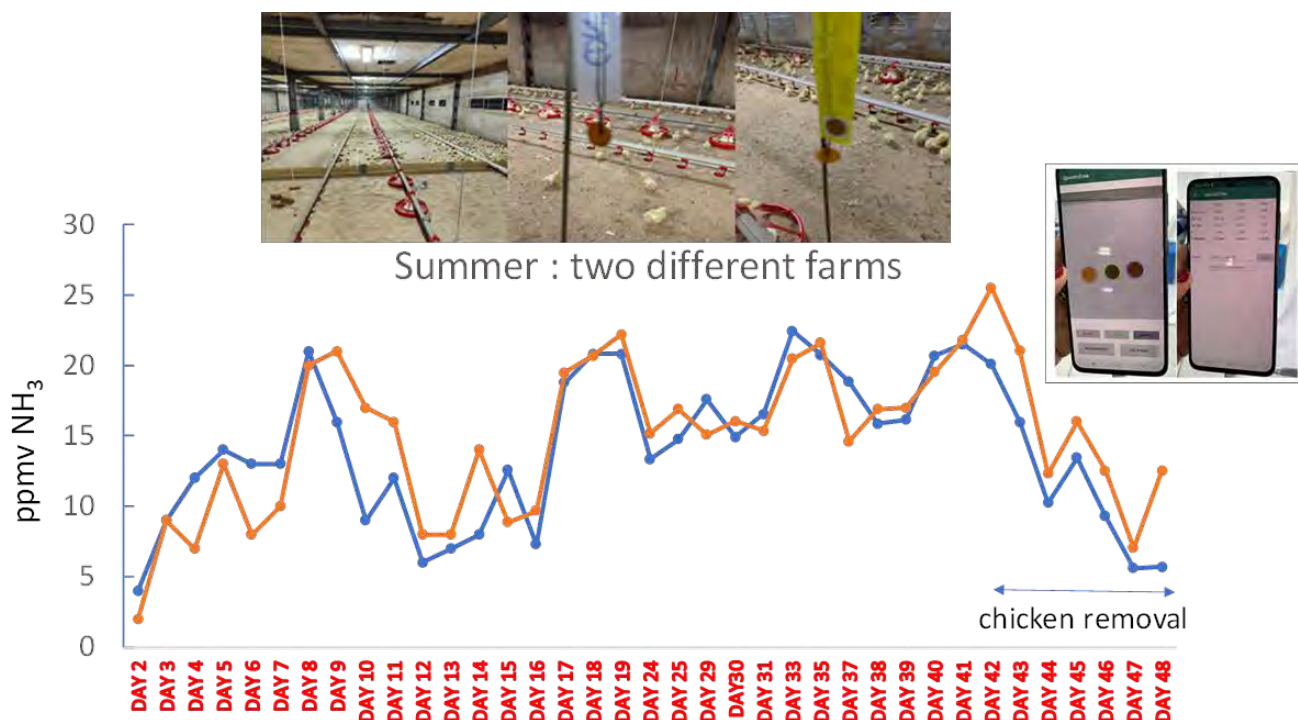 Summer : two different farms
30
25
20
15
10
5
0
ppmv NH3
chicken removal
DAY 2
DAY 3
DAY 4
DAY 5
DAY 6
DAY 7
DAY 8
DAY 9
DAY 10
DAY 11
DAY 12
DAY 13
DAY 14
DAY 15
DAY 16
DAY 17
DAY 18
DAY 19
DAY 24
DAY 25
DAY 29
DAY30
DAY 31
DAY 33
DAY 35
DAY 37
DAY 38
DAY 39
DAY 40
DAY 41
DAY 42
DAY 43
DAY 44
DAY 45
DAY 46
DAY 47
DAY 48